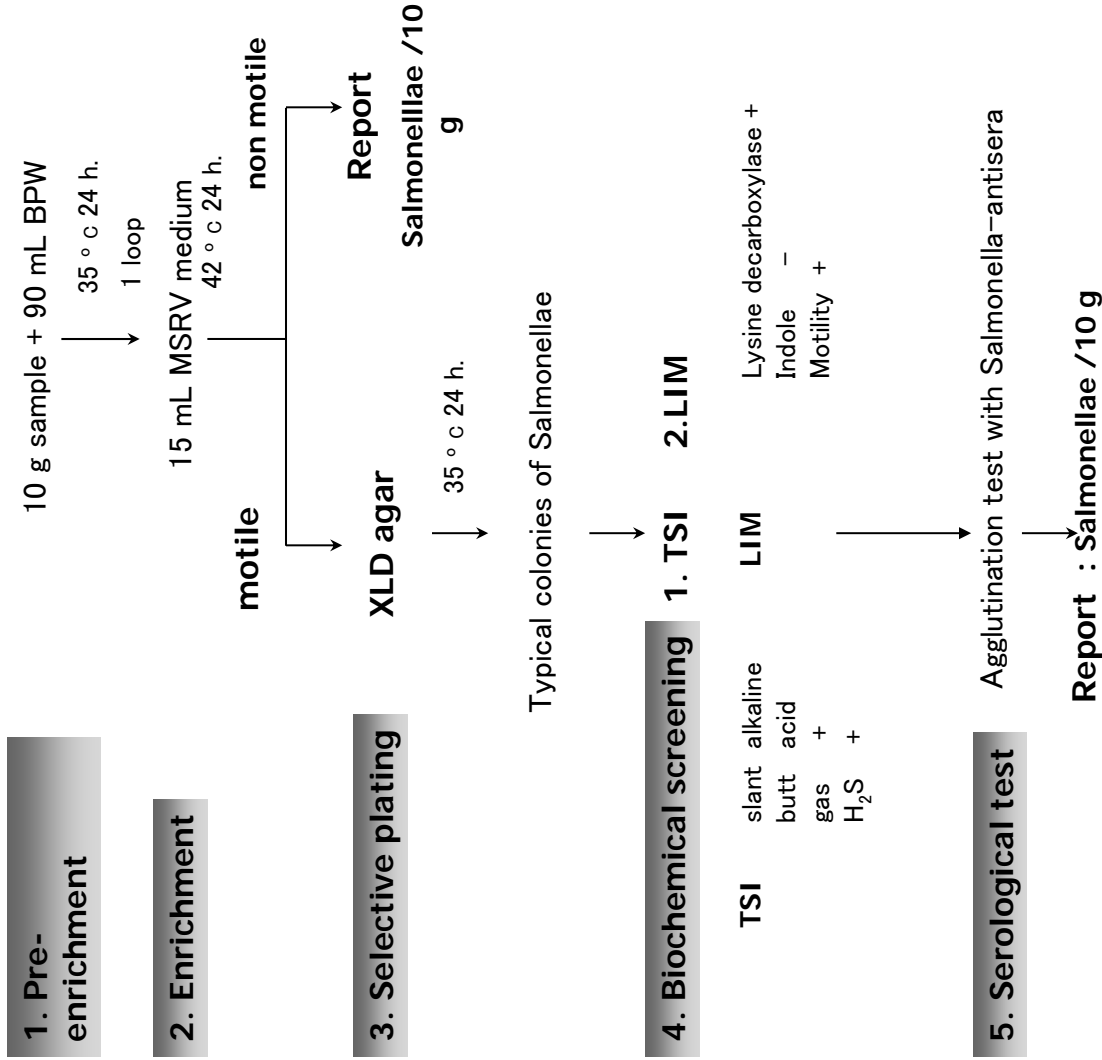 1. Pre-
enrichment
10 g sample + 90 mL BPW
35 ° c 24 h.
1 loop
2. Enrichment
15 mL MSRV medium
42 ° c 24 h.
motile
non motile
3. Selective plating
XLD agar
Report
Salmonelllae /10
g
35 ° c 24 h.
Typical colonies of Salmonellae
4. Biochemical screening
1. TSI 2.LIM
TSI
slant alkaline
butt acid
gas +
H₂S +
LIM
Lysine decarboxylase +
Indole -
Motility +
5. Serological test
Agglutination test with Salmonella-antisera
Report : Salmonellae /10 g